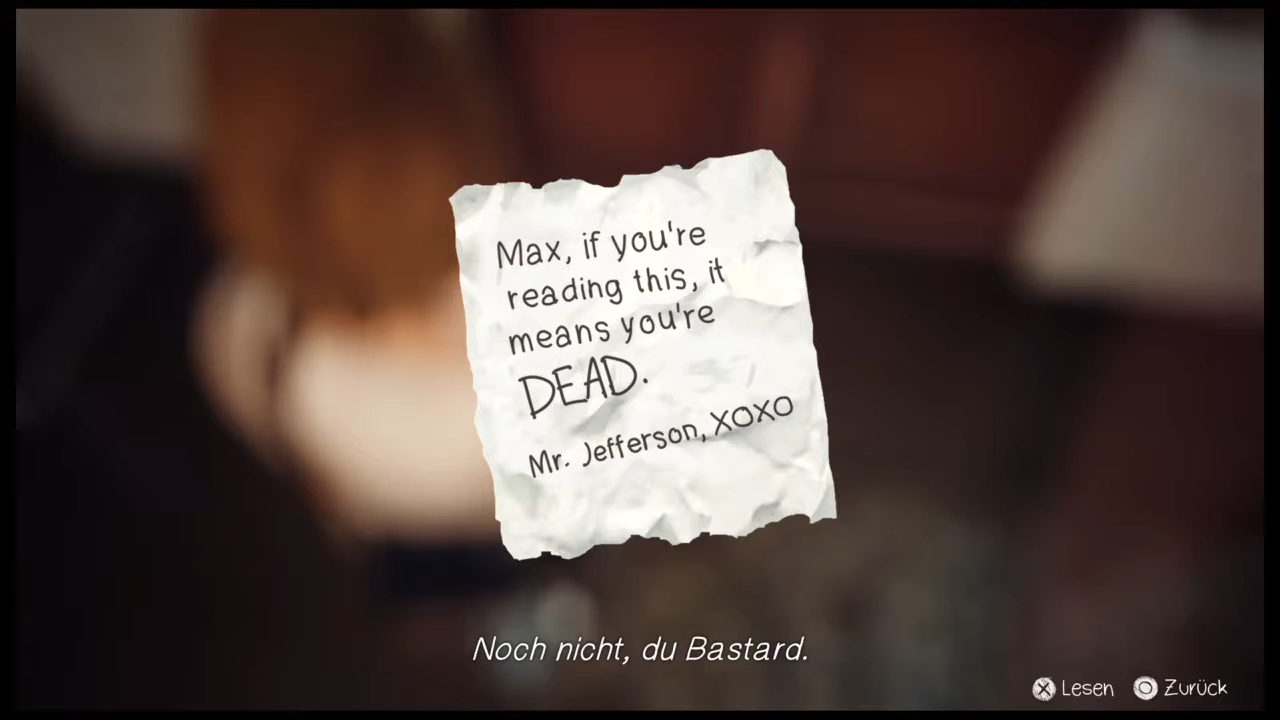 Max, if you're
reading this, it
means you're
DEAD.
Mr. Jefferson, XOXO
Noch nicht, du Bastard.
Lesen Zurück